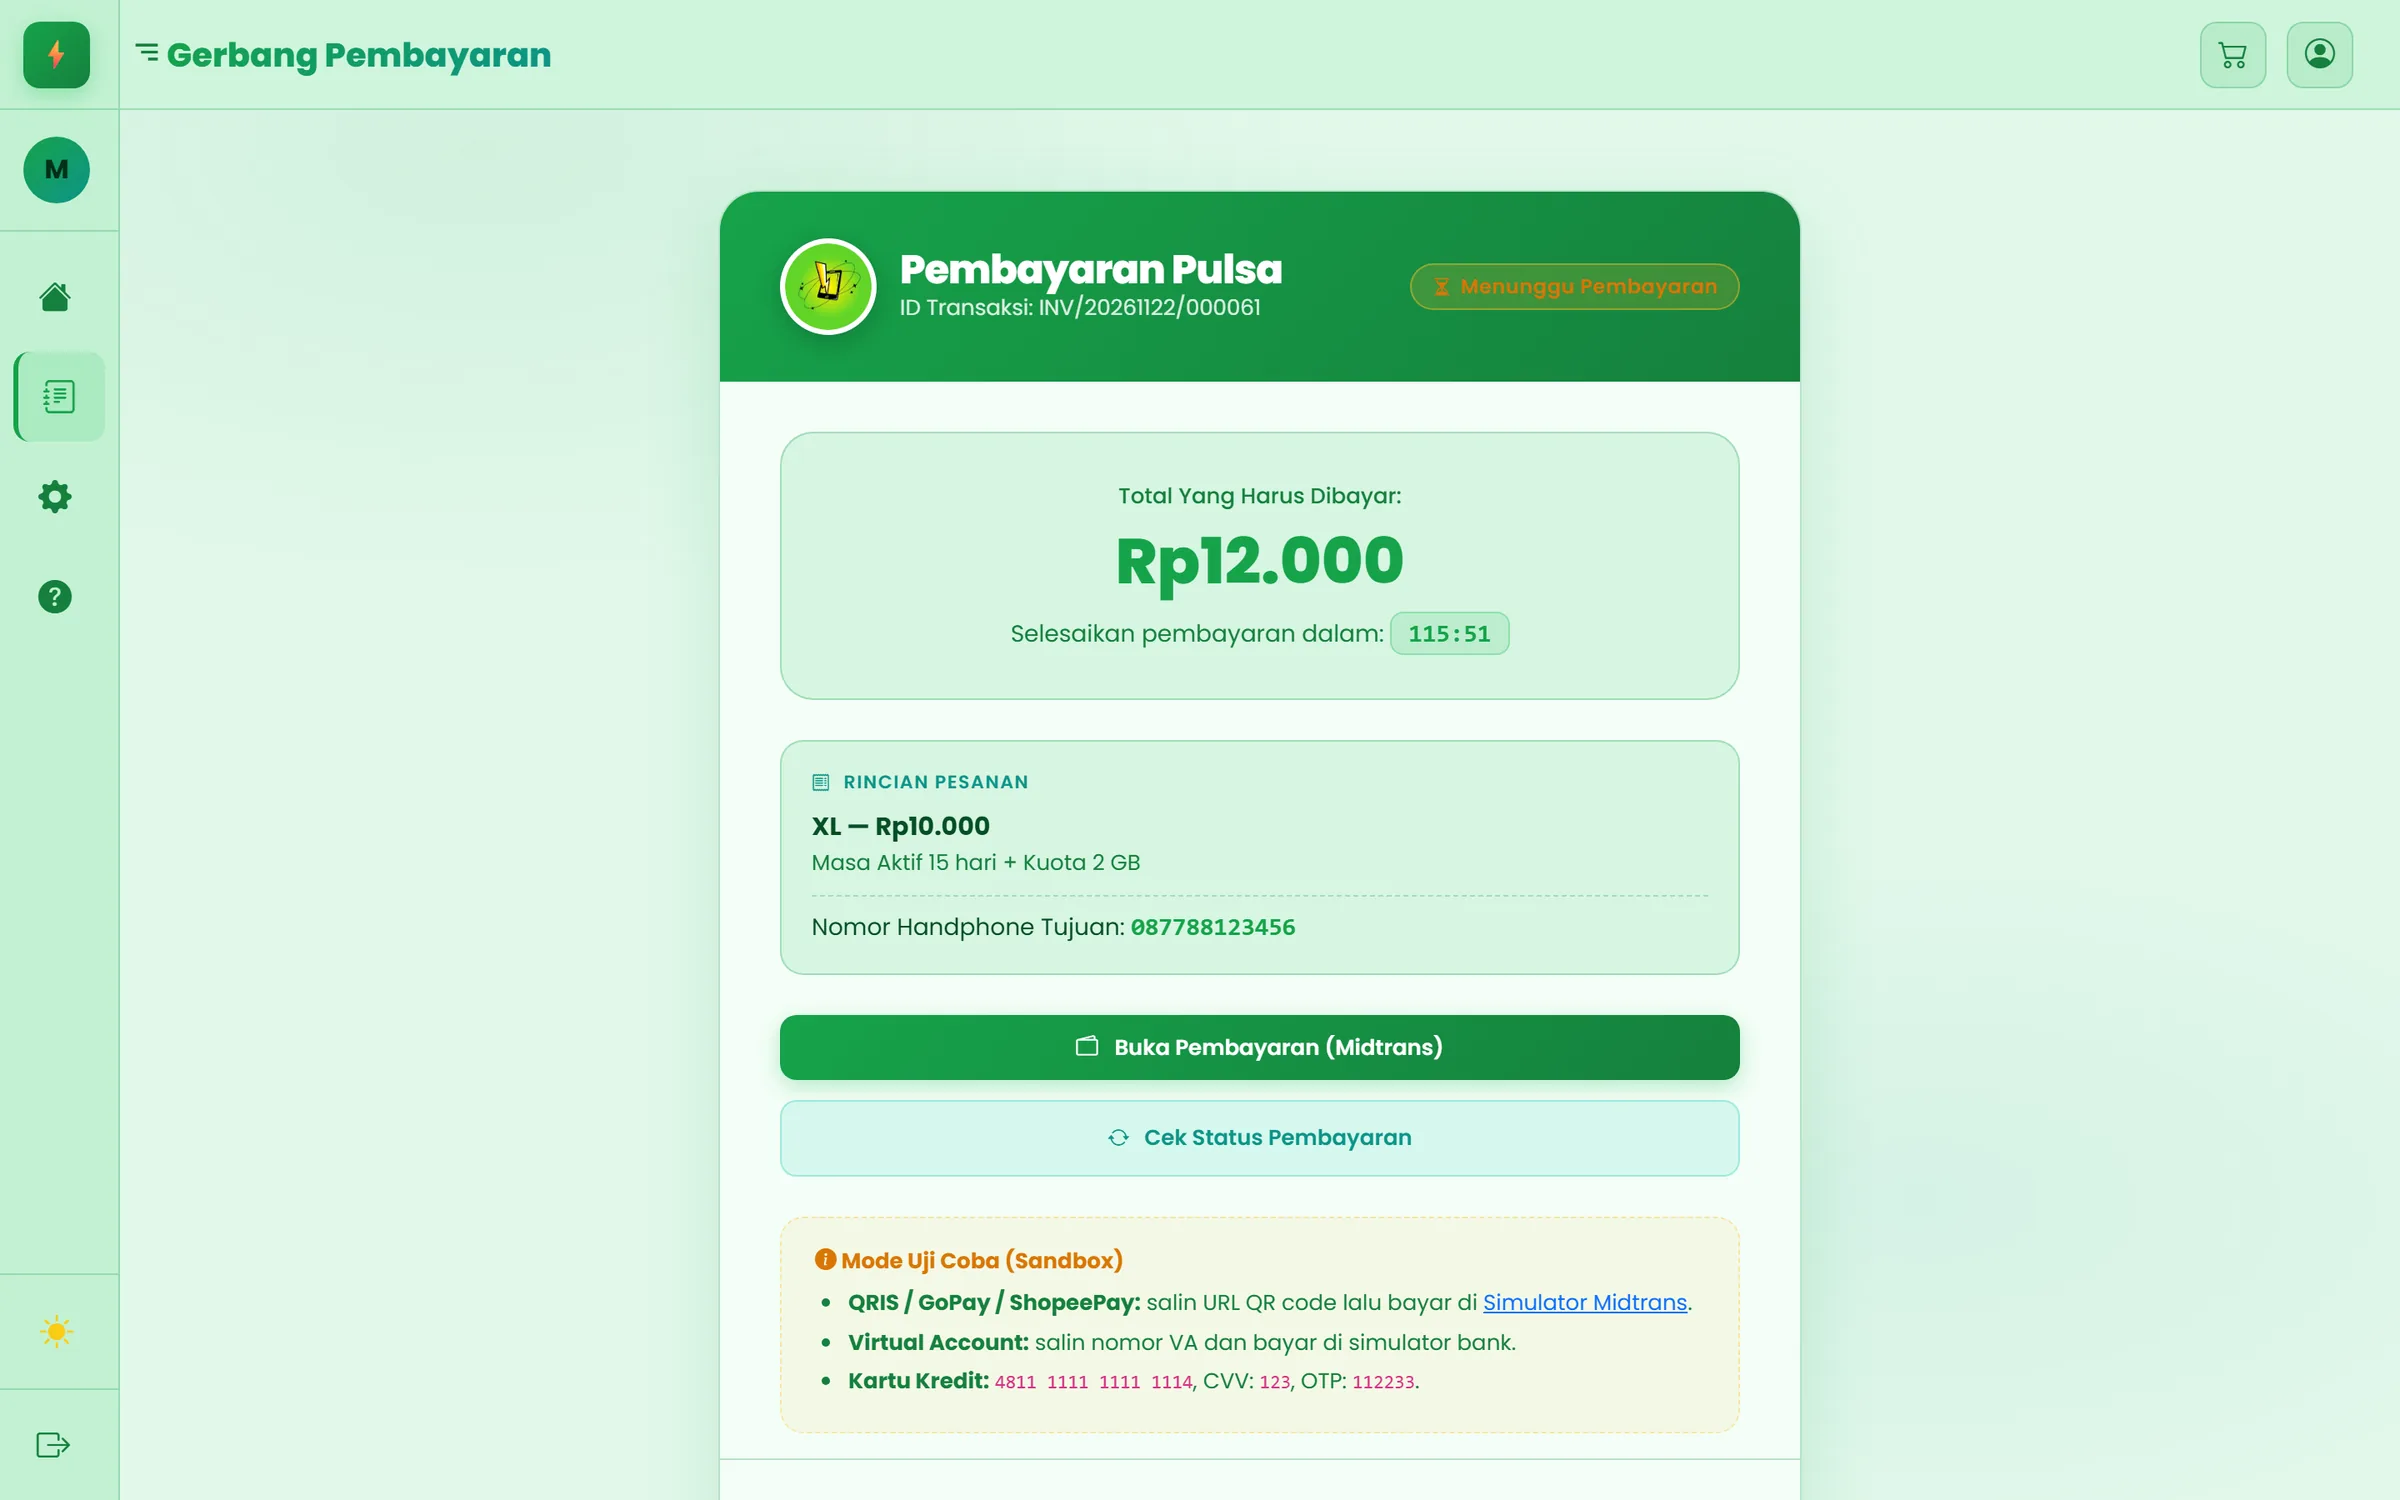 Gerbang Pembayaran
M
Pembayaran Pulsa
ID Transaksi: INV/20261122/000061
Menunggu Pembayaran
Total Yang Harus Dibayar:
Rp12.000
Selesaikan pembayaran dalam: 115:51
RINCIAN PESANAN
XL — Rp10.000
Masa Aktif 15 hari + Kuota 2 GB
Nomor Handphone Tujuan: 087788123456
Buka Pembayaran (Midtrans)
Cek Status Pembayaran
Mode Uji Coba (Sandbox)
• QRIS / GoPay / ShopeePay: salin URL QR code lalu bayar di Simulator Midtrans.
• Virtual Account: salin nomor VA dan bayar di simulator bank.
• Kartu Kredit: 4811 1111 1111 1114, CVV: 123, OTP: 112233.